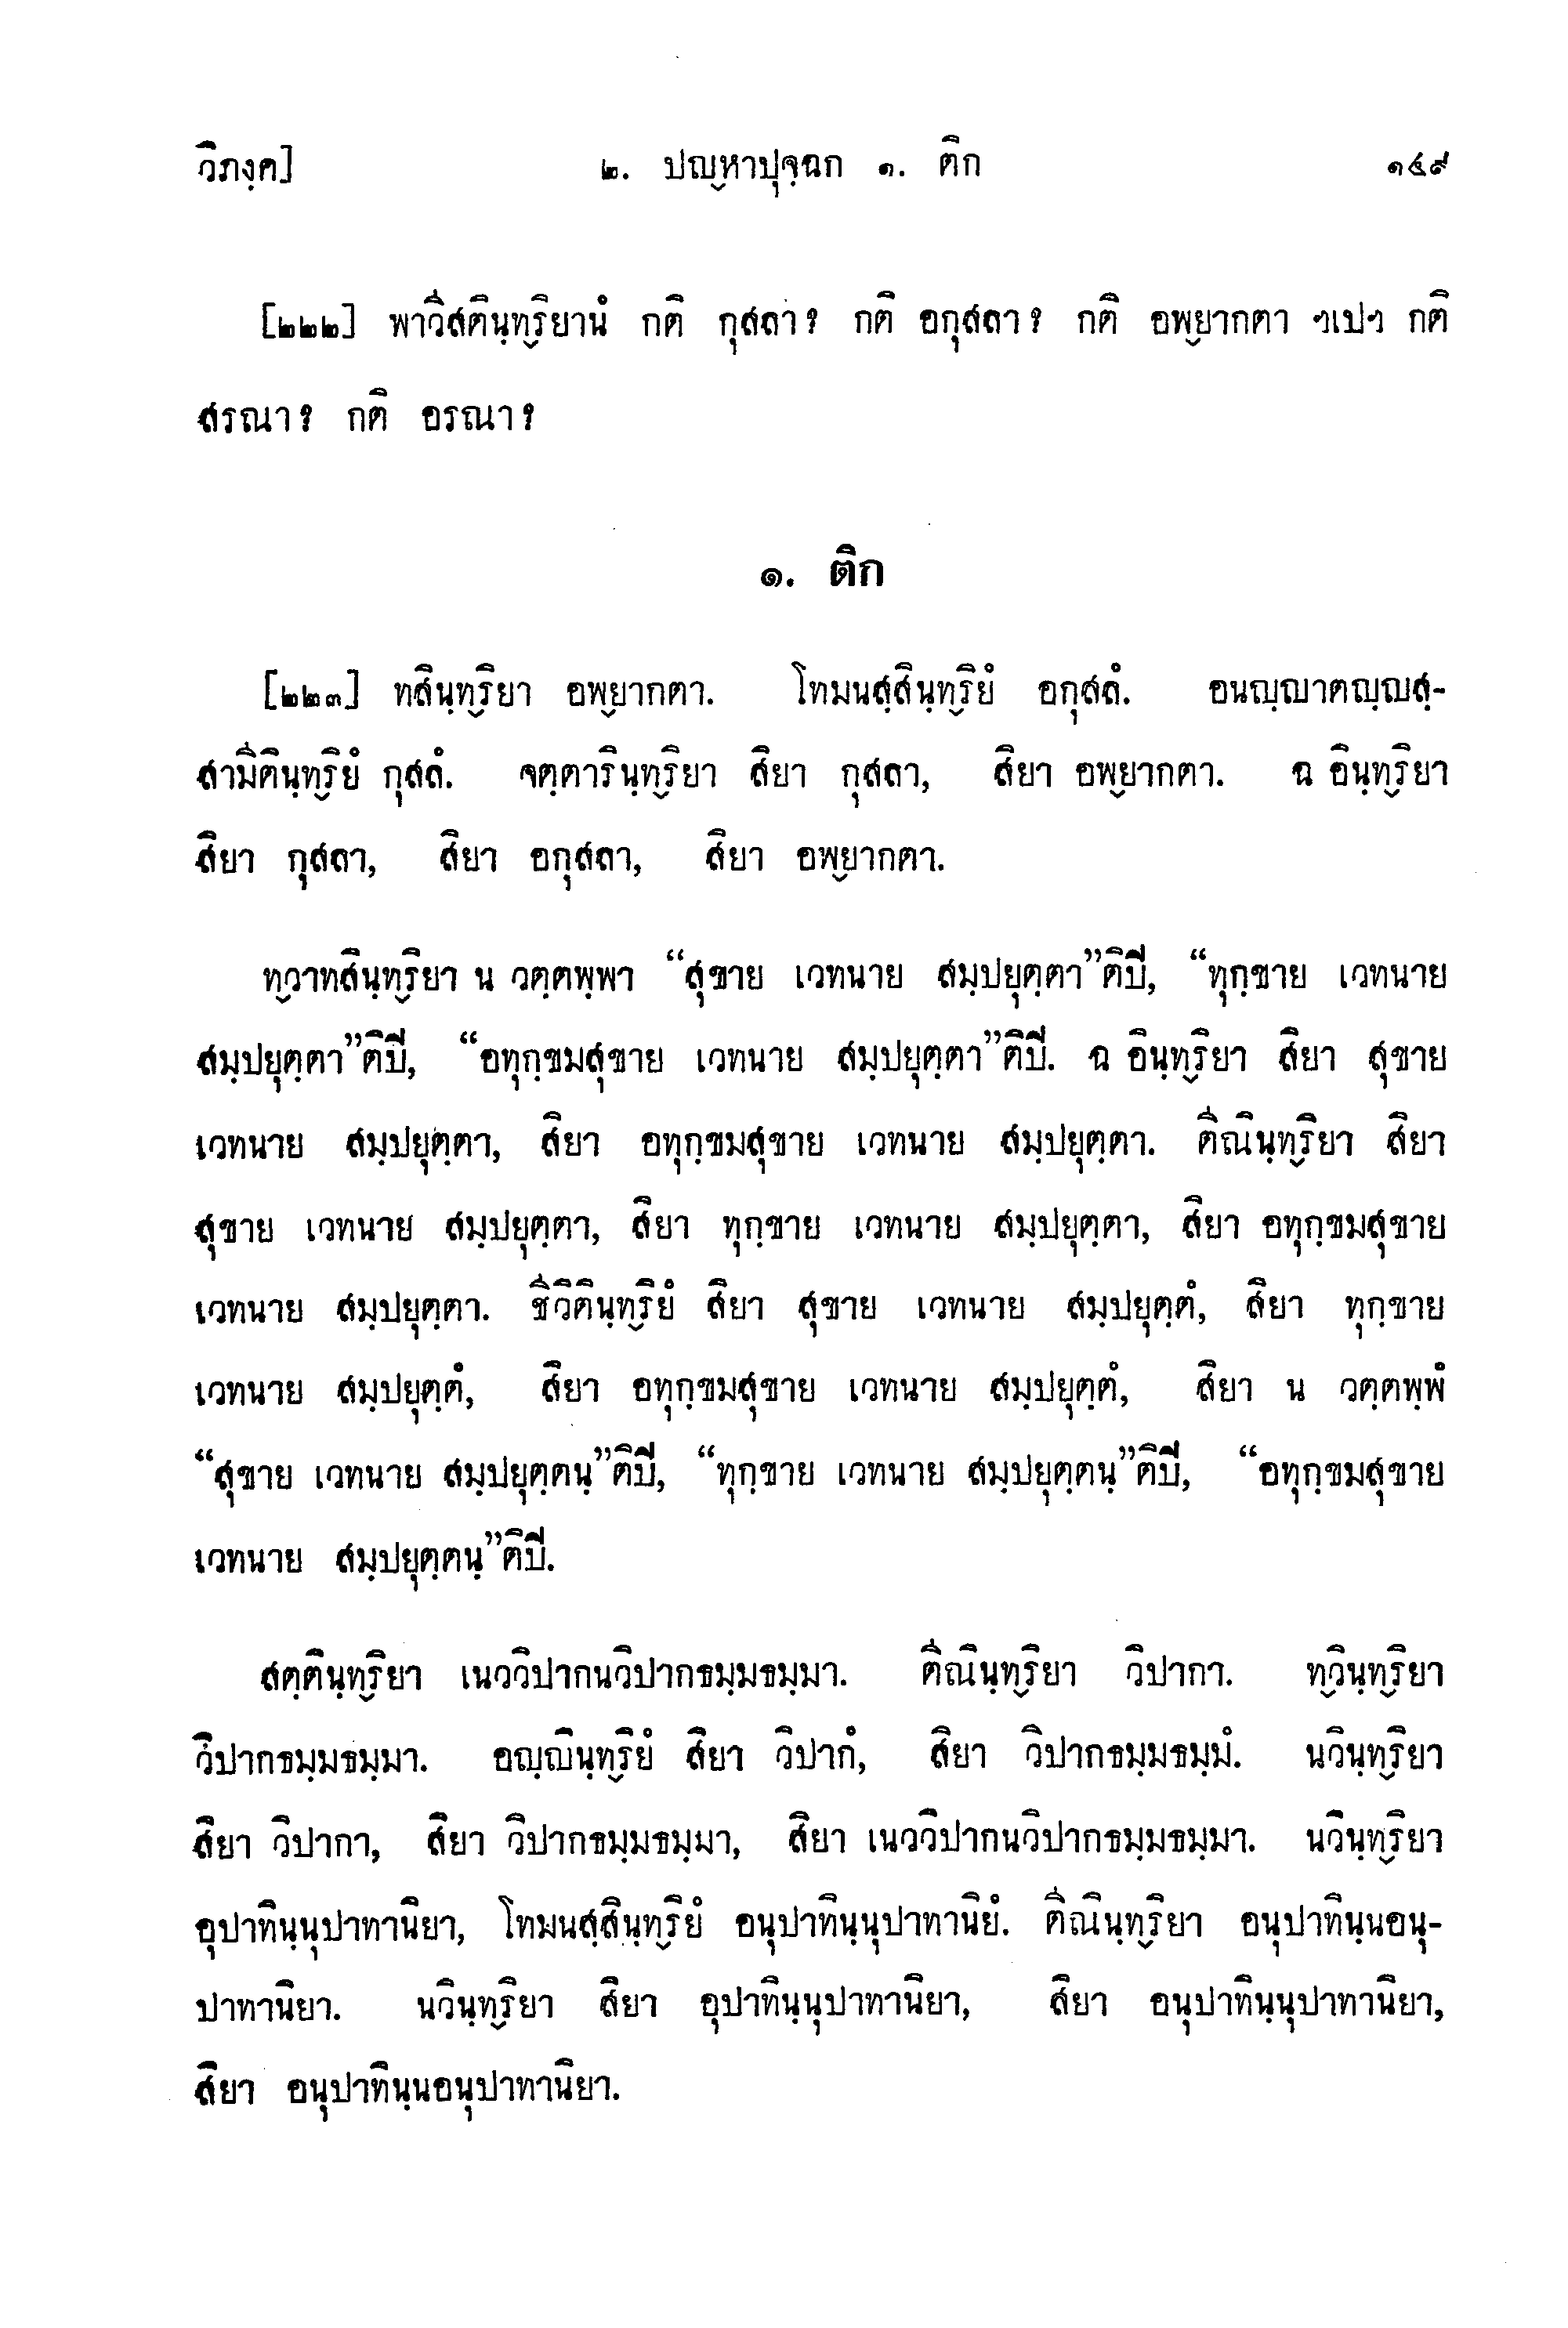 วิภงฺค]	๒. ปญฺหาปุจฺฉก ๑. ติก	๑๔๙
[๒๒๒] พาวีสตินฺทฺริยานํ กติ กุสลา? กติ อกุสลา? กติ อพฺยากตา ฯเปฯ กติ
สรณา? กติ อรณา?
๑. ติก
[๒๒๓] ทสินฺทฺริยา อพฺยากตา. โทมนสฺสินฺทฺริยํ อกุสลํ. อนญฺญาตญฺญสฺ-
สามีตินฺทฺริยํ กุสลํ. จตฺตารินฺทฺริยา สิยา กุสลา, สิยา อพฺยากตา. ฉ อินฺทฺริยา
สิยา กุสลา, สิยา อกุสลา, สิยา อพฺยากตา.
ทฺวาทสินฺทฺริยา น วตฺตพฺพา “สุขาย เวทนาย สมฺปยุตฺตา”ติปิ, “ทุกฺขาย เวทนาย
สมฺปยุตฺตา”ติปิ, “อทุกฺขมสุขาย เวทนาย สมฺปยุตฺตา”ติปิ. ฉ อินฺทฺริยา สิยา สุขาย
เวทนาย สมฺปยุตฺตา, สิยา อทุกฺขมสุขาย เวทนาย สมฺปยุตฺตา. ตีณินฺทฺริยา สิยา
สุขาย เวทนาย สมฺปยุตฺตา, สิยา ทุกฺขาย เวทนาย สมฺปยุตฺตา, สิยา อทุกฺขมสุขาย
เวทนาย สมฺปยุตฺตา. ชีวิตินฺทฺริยํ สิยา สุขาย เวทนาย สมฺปยุตฺตํ, สิยา ทุกฺขาย
เวทนาย สมฺปยุตฺตํ, สิยา อทุกฺขมสุขาย เวทนาย สมฺปยุตฺตํ, สิยา น วตฺตพฺพํ
“สุขาย เวทนาย สมฺปยุตฺตนฺ”ติปิ, “ทุกฺขาย เวทนาย สมฺปยุตฺตนฺ”ติปิ, “อทุกฺขมสุขาย
เวทนาย สมฺปยุตฺตนฺ”ติปิ.
สตฺตินฺทฺริยา เนววิปากนวิปากธมฺมธมฺมา. ตีณินฺทฺริยา วิปากา. ทฺวินฺทฺริยา
วิปากธมฺมธมฺมา. อญฺญินฺทฺริยํ สิยา วิปากํ, สิยา วิปากธมฺมธมฺมํ. นวินฺทฺริยา
สิยา วิปากา, สิยา วิปากธมฺมธมฺมา, สิยา เนววิปากนวิปากธมฺมธมฺมา. นวินฺทฺริยา
อุปาทินฺนุปาทานิยา, โทมนสฺสินฺทฺริยํ อนุปาทินฺนุปาทานิยํ. ตีณินฺทฺริยา อนุปาทินฺนอนุ-
ปาทานิยา. นวินฺทฺริยา สิยา อุปาทินฺนุปาทานิยา, สิยา อนุปาทินฺนุปาทานิยา,
สิยา อนุปาทินฺนอนุปาทานิยา.